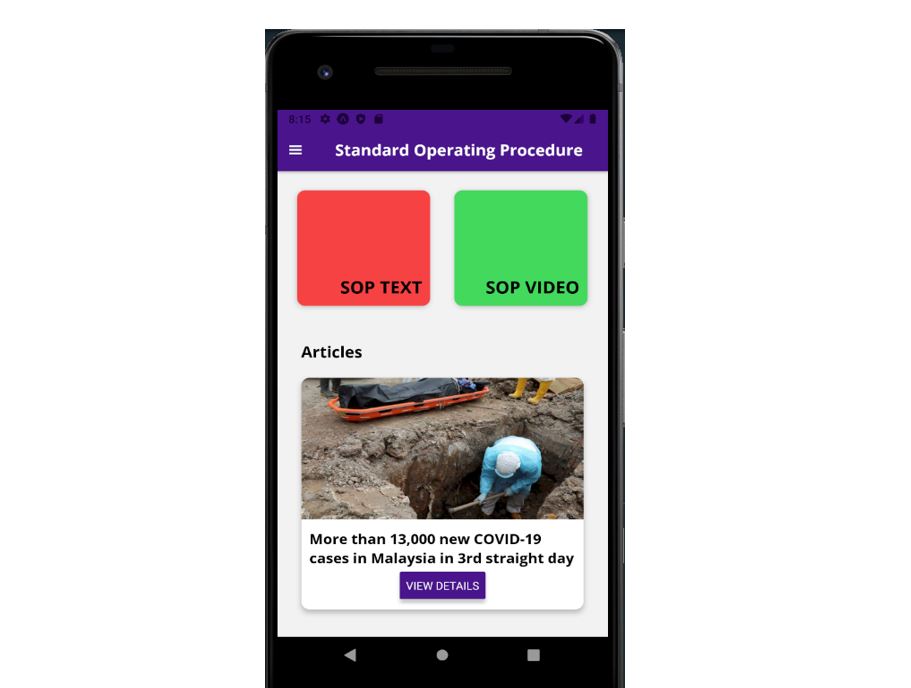 8:15
Standard Operating Procedure
SOP TEXT
SOP VIDEO
Articles
More than 13,000 new COVID-19
cases in Malaysia in 3rd straight day
VIEW DETAILS